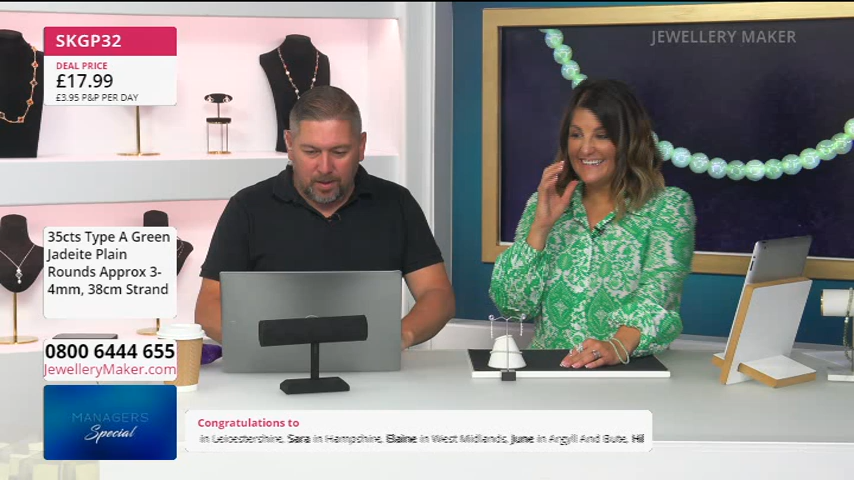 SKGP32
DEAL PRICE
£17.99
£3.95 P&P PER DAY
JEWELLERY MAKER
35cts Type A Green
Jadeite Plain
Rounds Approx 3-
4mm, 38cm Strand
0800 6444 655
JewelleryMaker.com
MANAGERS
Special
Congratulations to
in Leicestershire, Sara in Hampshire, Elaine in West Midlands, June in Argyll And Bute, Hil